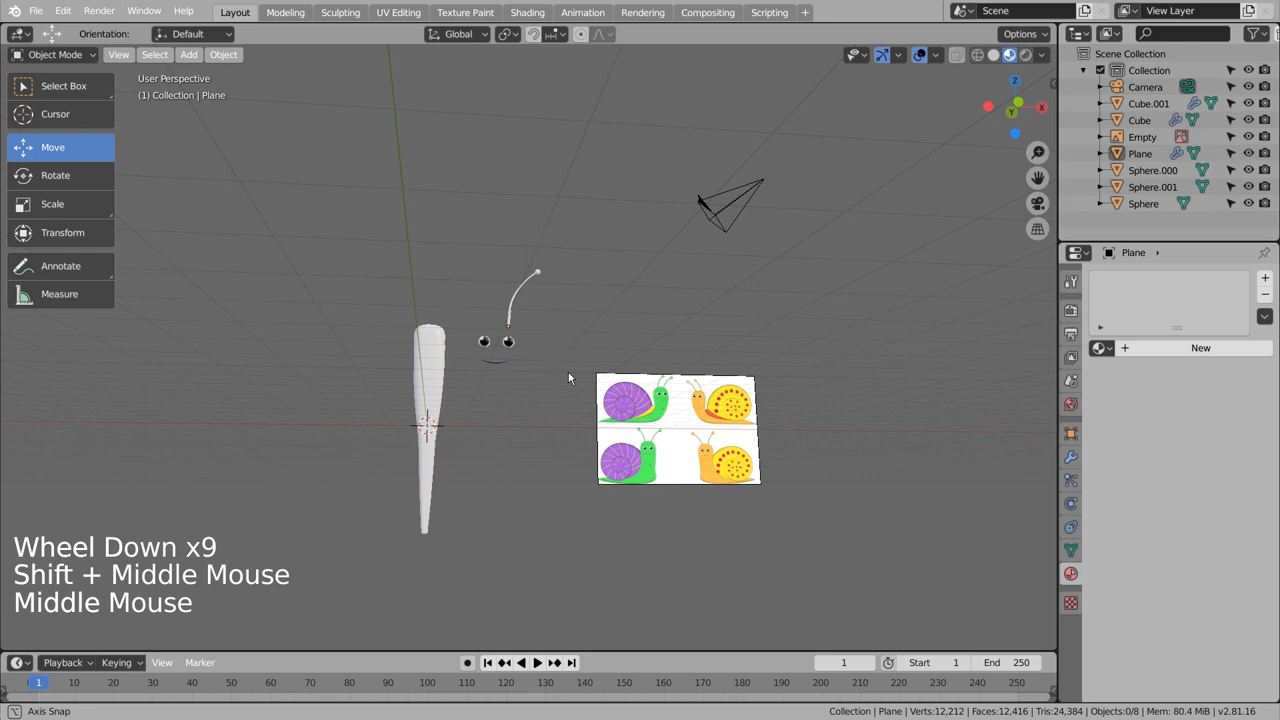 File Edit Render Window Help Layout Modeling Sculpting UV Editing Texture Paint Shading Animation Rendering Compositing Scripting + Scene View Layer
Orientation: Default Global Options
Object Mode View Select Add Object
User Perspective
(1) Collection | Plane
Select Box
Cursor
Move
Rotate
Scale
Transform
Annotate
Measure
Z
X
Y
Wheel Down x9
Shift + Middle Mouse
Middle Mouse
Scene Collection
Collection
Camera
Cube.001
Cube
Empty
Plane
Sphere.000
Sphere.001
Sphere
Plane
New
Playback Keying View Marker 1 Start 1 End 250
1 10 20 30 40 50 60 70 80 90 100 110 120 130 140 150 160 170 180 190 200 210 220 230 240 250
Axis Snap Collection | Plane | Verts:12,212 | Faces:12,416 | Tris:24,384 | Objects:0/8 | Mem: 80.4 MiB | v2.81.16